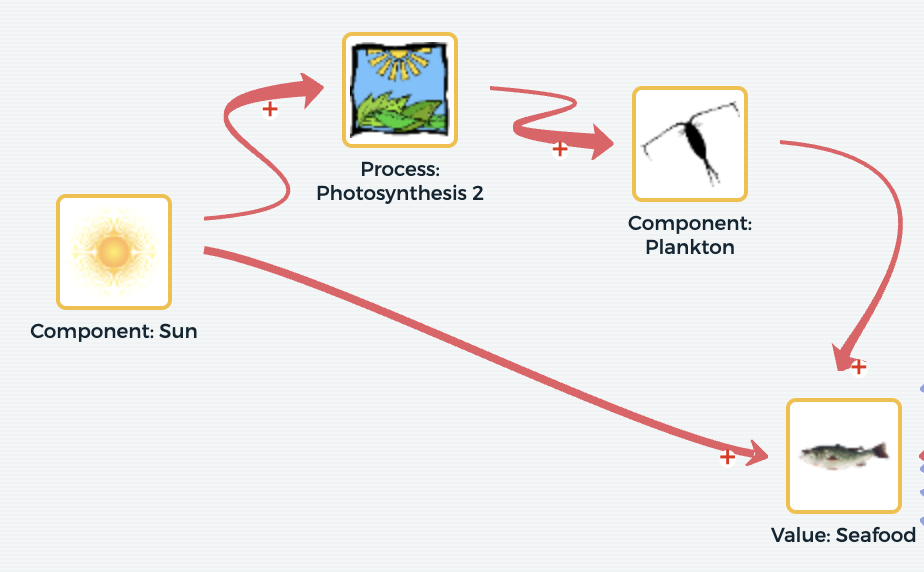 +
Process:
Photosynthesis 2
+
Component:
Plankton
Component: Sun
+
+
Value: Seafood